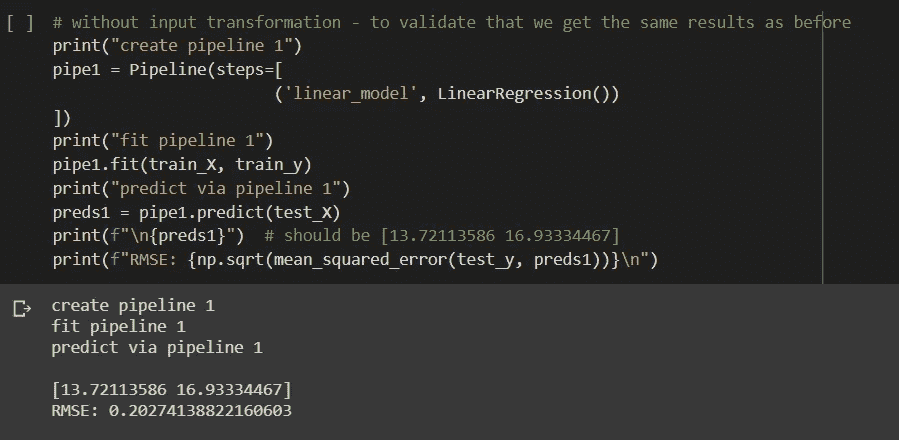 [ ] # without input transformation - to validate that we get the same results as before
print("create pipeline 1")
pipe1 = Pipeline(steps=[
('linear_model', LinearRegression())
])
print("fit pipeline 1")
pipe1.fit(train_X, train_y)
print("predict via pipeline 1")
preds1 = pipe1.predict(test_X)
print(f"\n{preds1}")  # should be [13.72113586 16.93334467]
print(f"RMSE: {np.sqrt(mean_squared_error(test_y, preds1))}\n")
create pipeline 1
fit pipeline 1
predict via pipeline 1
[13.72113586 16.93334467]
RMSE: 0.20274138822160603